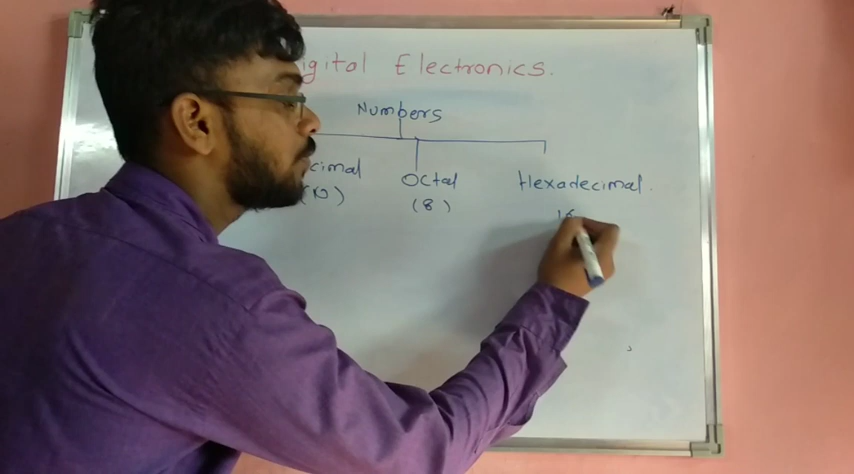 igital Electronics.
Numbers
cimal Octal Hexadecimal.
(10) (8) 16